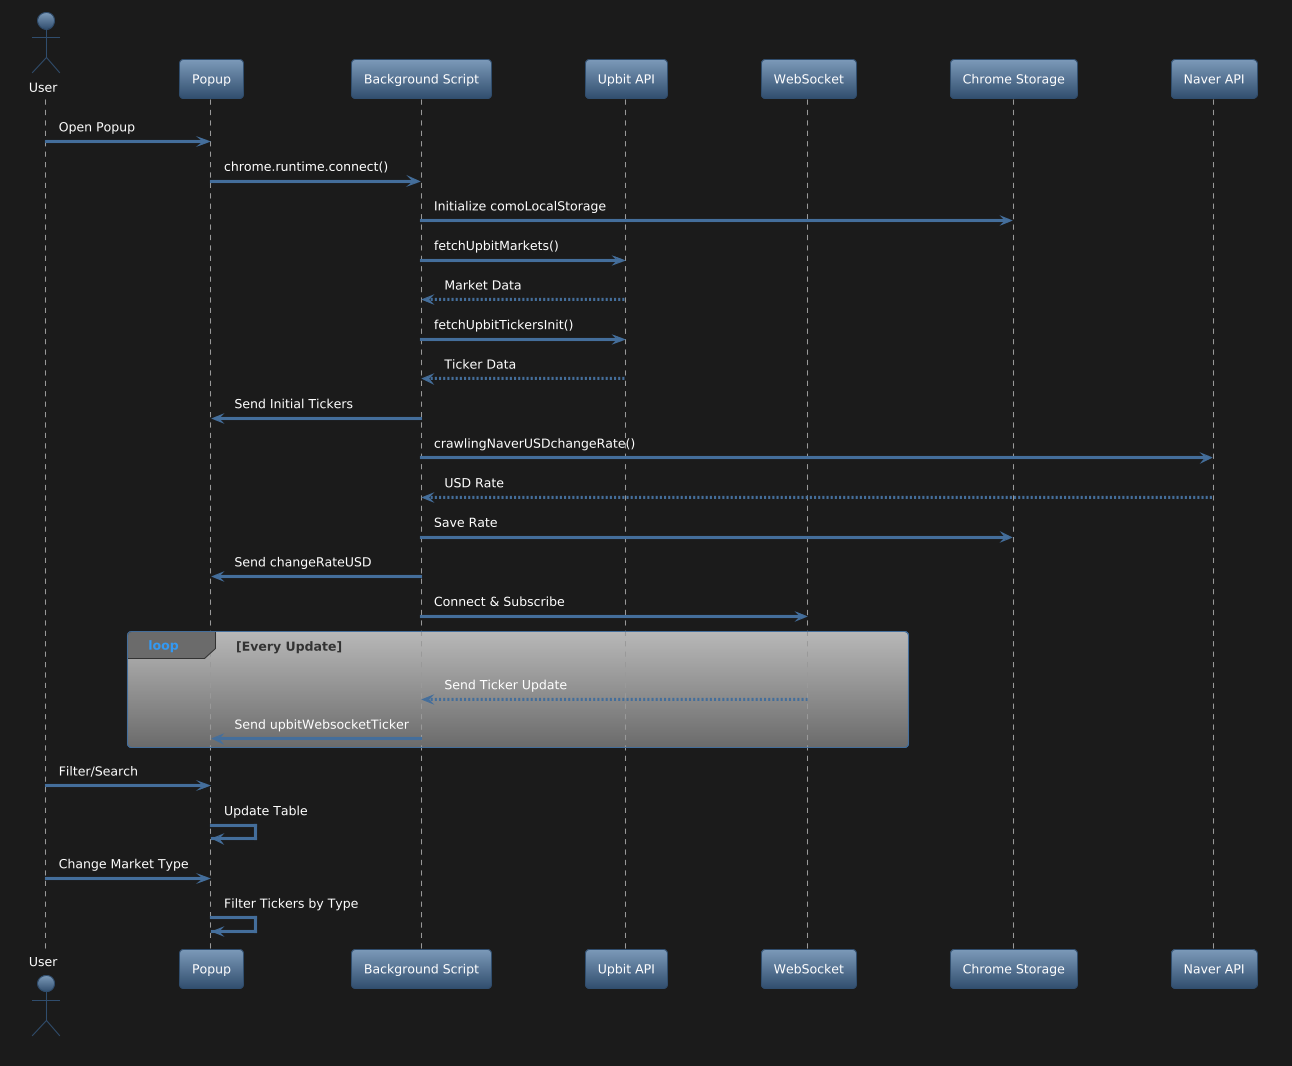 User
Popup
Background Script
Upbit API
WebSocket
Chrome Storage
Naver API
Open Popup
chrome.runtime.connect()
Initialize comoLocalStorage
fetchUpbitMarkets()
Market Data
fetchUpbitTickersInit()
Ticker Data
Send Initial Tickers
crawlingNaverUSDchangeRate()
USD Rate
Save Rate
Send changeRateUSD
Connect & Subscribe
loop
[Every Update]
Send Ticker Update
Send upbitWebsocketTicker
Filter/Search
Update Table
Change Market Type
Filter Tickers by Type
User
Popup
Background Script
Upbit API
WebSocket
Chrome Storage
Naver API